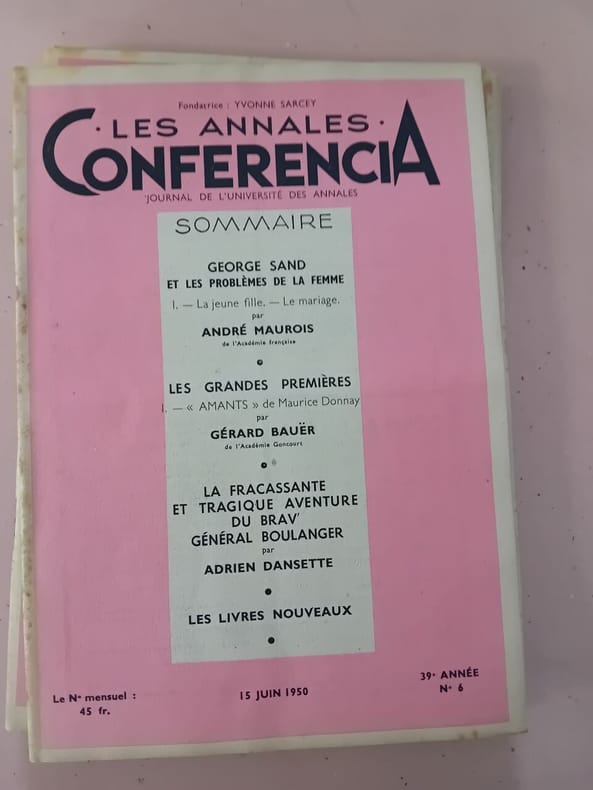 Fondatrice : YVONNE SARCEY
· LES ANNALES ·
CONFERENCIA
JOURNAL DE L'UNIVERSITÉ DES ANNALES
SOMMAIRE
GEORGE SAND
ET LES PROBLÈMES DE LA FEMME
I. — La jeune fille. — Le mariage.
par
ANDRÉ MAUROIS
de l'Académie française
LES GRANDES PREMIÈRES
I. — « AMANTS » de Maurice Donnay
par
GÉRARD BAUËR
de l'Académie Goncourt
LA FRACASSANTE
ET TRAGIQUE AVENTURE
DU BRAV'
GÉNÉRAL BOULANGER
par
ADRIEN DANSETTE
LES LIVRES NOUVEAUX
Le Nº mensuel :
45 fr.
15 JUIN 1950
39e ANNÉE
Nº 6